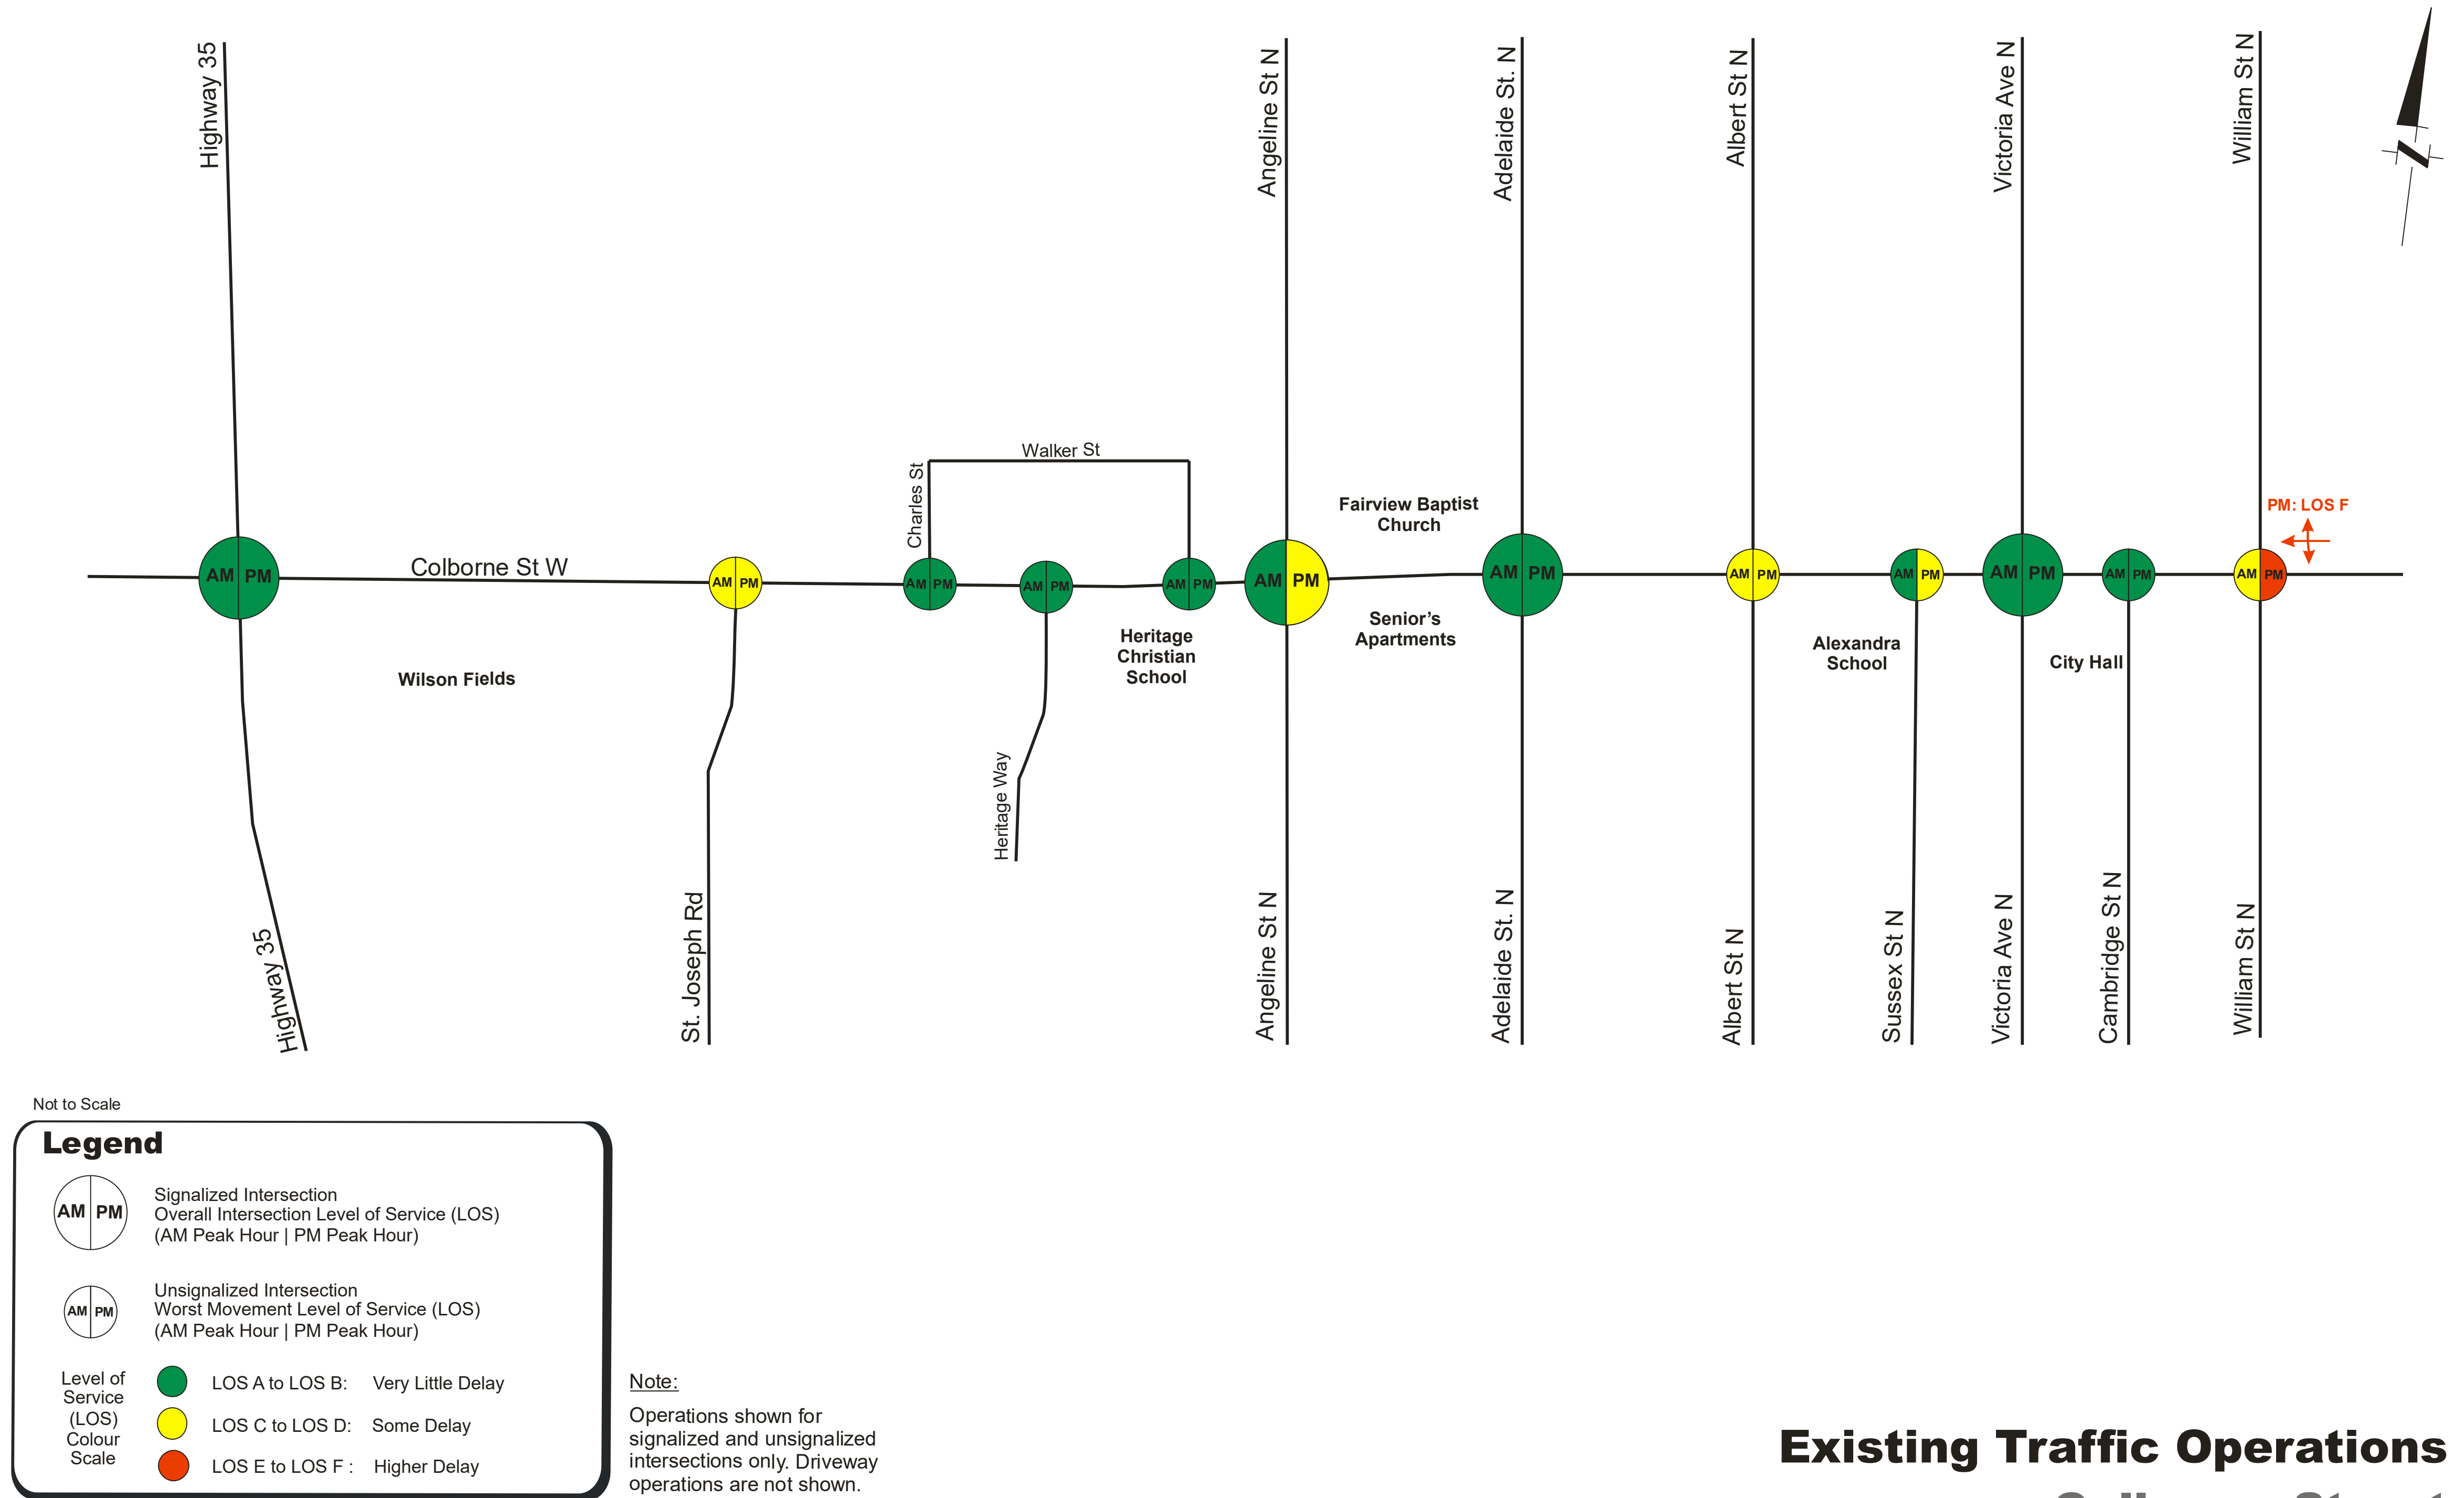 Highway 35
Angeline St N
Adelaide St. N
Albert St N
Victoria Ave N
William St N
N
Walker St
Charles St
Fairview Baptist
Church
PM: LOS F
Colborne St W
AM PM
AM PM
AM PM
AM PM
AM PM
AM PM
AM PM
AM PM
AM PM
AM PM
AM PM
AM PM
Senior's
Apartments
Heritage
Christian
School
Alexandra
School
City Hall
Wilson Fields
Heritage Way
Highway 35
St. Joseph Rd
Angeline St N
Adelaide St. N
Albert St N
Sussex St N
Victoria Ave N
Cambridge St N
William St N
Not to Scale
Legend
AM PM
Signalized Intersection
Overall Intersection Level of Service (LOS)
(AM Peak Hour | PM Peak Hour)
AM PM
Unsignalized Intersection
Worst Movement Level of Service (LOS)
(AM Peak Hour | PM Peak Hour)
Level of
Service
(LOS)
Colour
Scale
LOS A to LOS B: Very Little Delay
LOS C to LOS D: Some Delay
LOS E to LOS F : Higher Delay
Note:
Operations shown for
signalized and unsignalized
intersections only. Driveway
operations are not shown.
Existing Traffic Operations